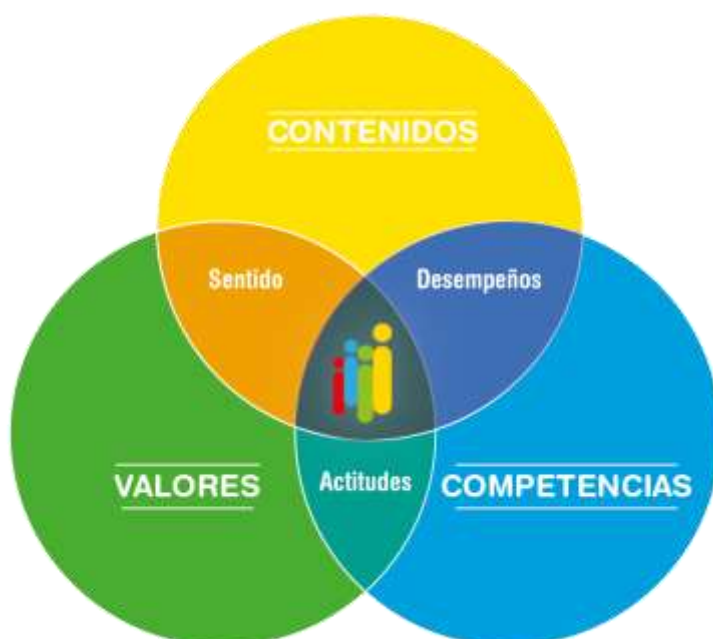 CONTENIDOS
Sentido
Desempeños
VALORES
Actitudes
COMPETENCIAS